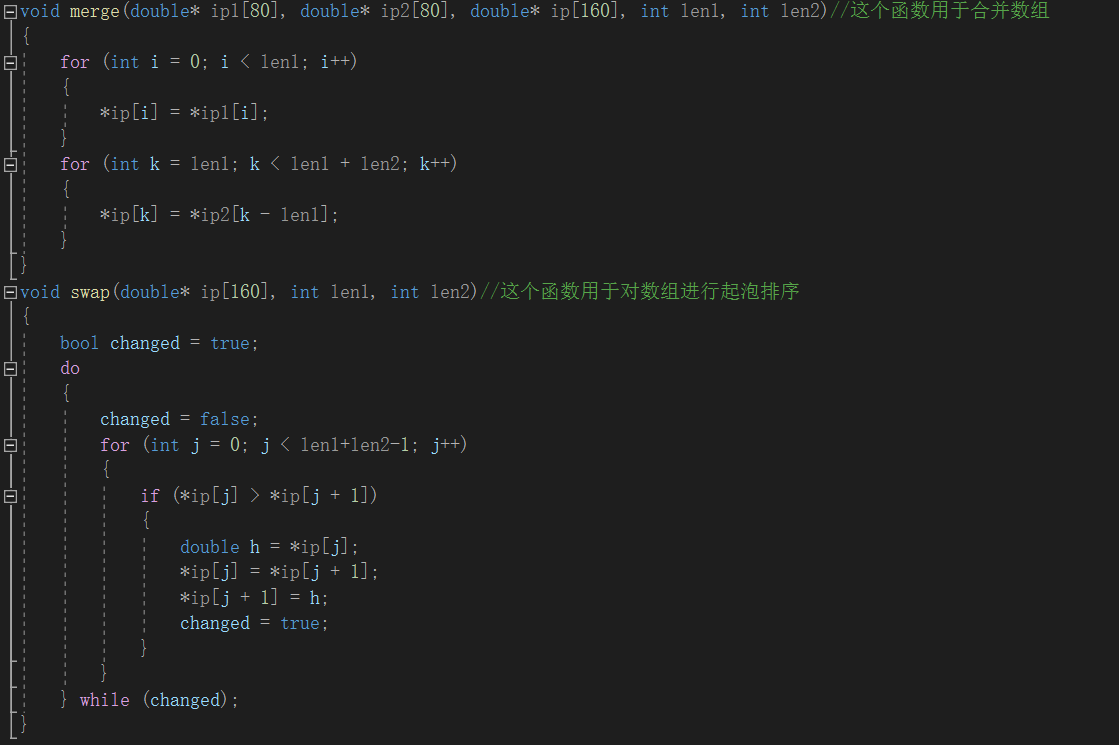 void merge(double* ip1[80], double* ip2[80], double* ip[160], int len1, int len2)//这个函数用于合并数组
{
for (int i = 0; i < len1; i++)
{
*ip[i] = *ip1[i];
}
for (int k = len1; k < len1 + len2; k++)
{
*ip[k] = *ip2[k - len1];
}
}
void swap(double* ip[160], int len1, int len2)//这个函数用于对数组进行起泡排序
{
bool changed = true;
do
{
changed = false;
for (int j = 0; j < len1+len2-1; j++)
{
if (*ip[j] > *ip[j + 1])
{
double h = *ip[j];
*ip[j] = *ip[j + 1];
*ip[j + 1] = h;
changed = true;
}
}
} while (changed);
}